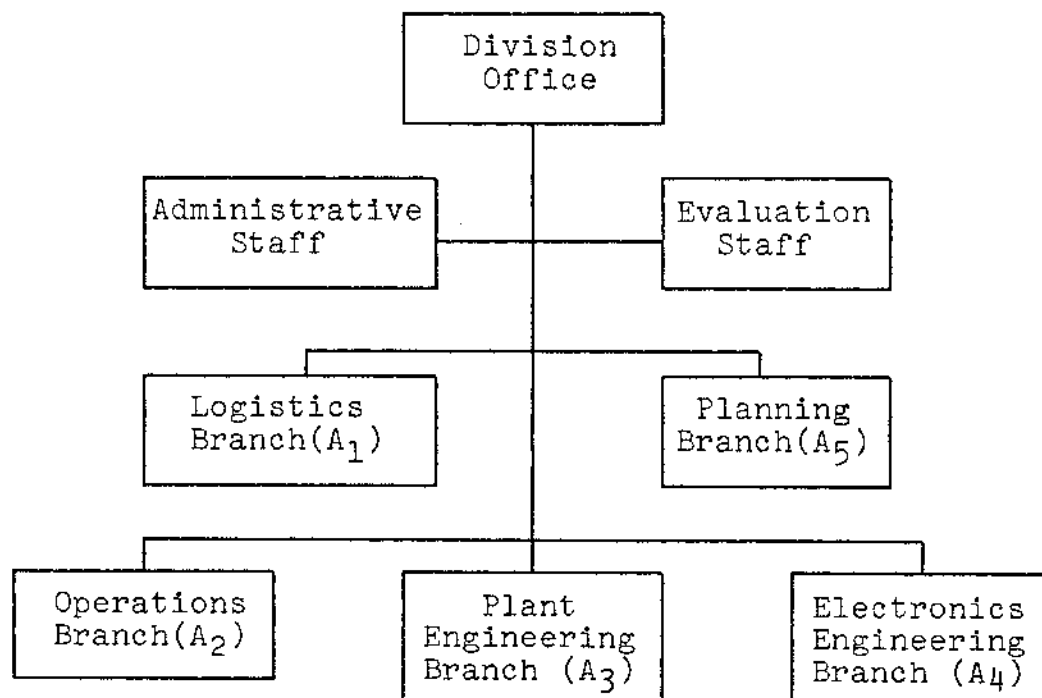 Division
Office
Administrative
Staff
Evaluation
Staff
Logistics
Branch(A₁)
Planning
Branch(A₅)
Operations
Branch(A₂)
Plant
Engineering
Branch (A₃)
Electronics
Engineering
Branch (A₄)